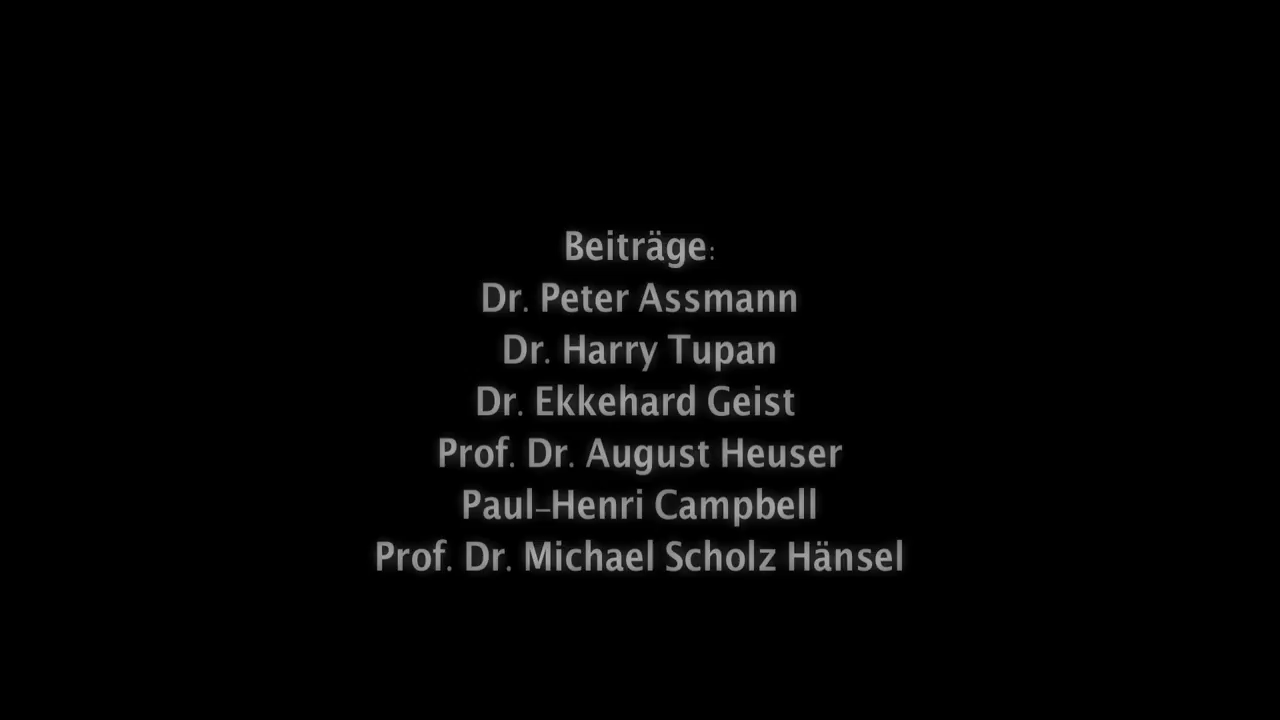 Beiträge:
Dr. Peter Assmann
Dr. Harry Tupan
Dr. Ekkehard Geist
Prof. Dr. August Heuser
Paul-Henri Campbell
Prof. Dr. Michael Scholz Hänsel